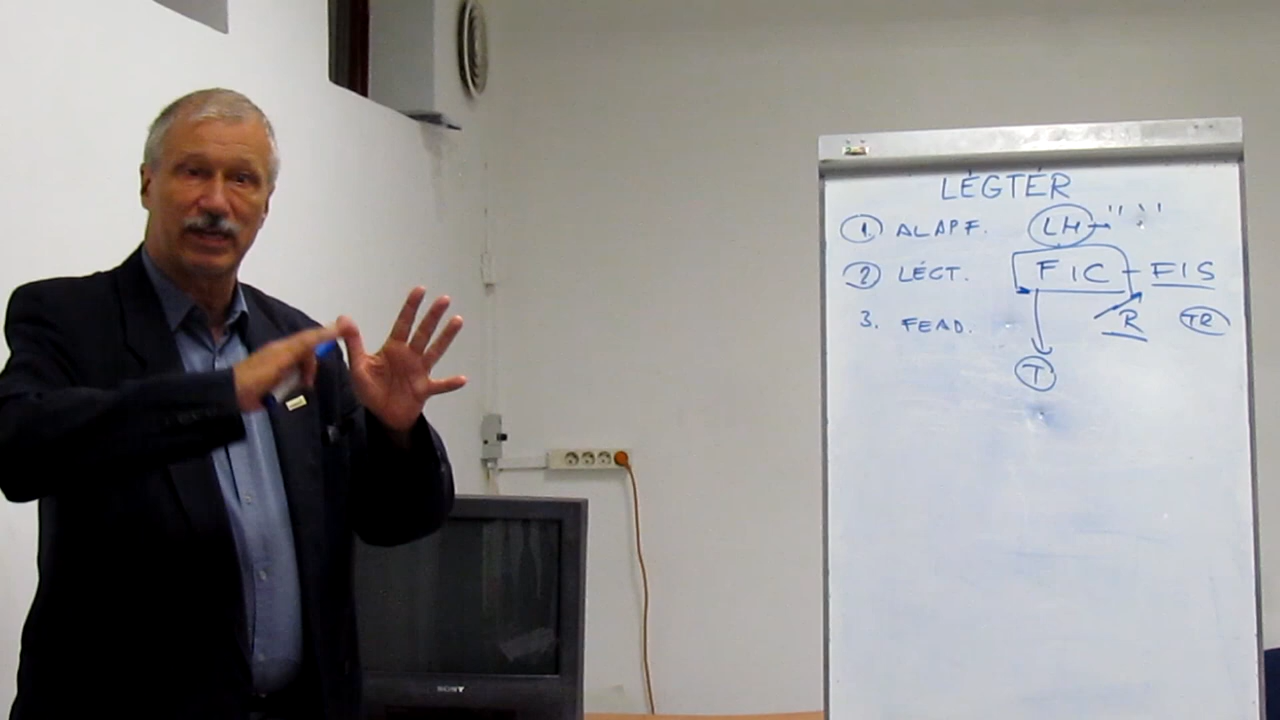 LÉGTÉR
1. ALAPF. LH - " "
2 LÉGT. FIC - FIS
3. FEAD. R TR
T
SONY